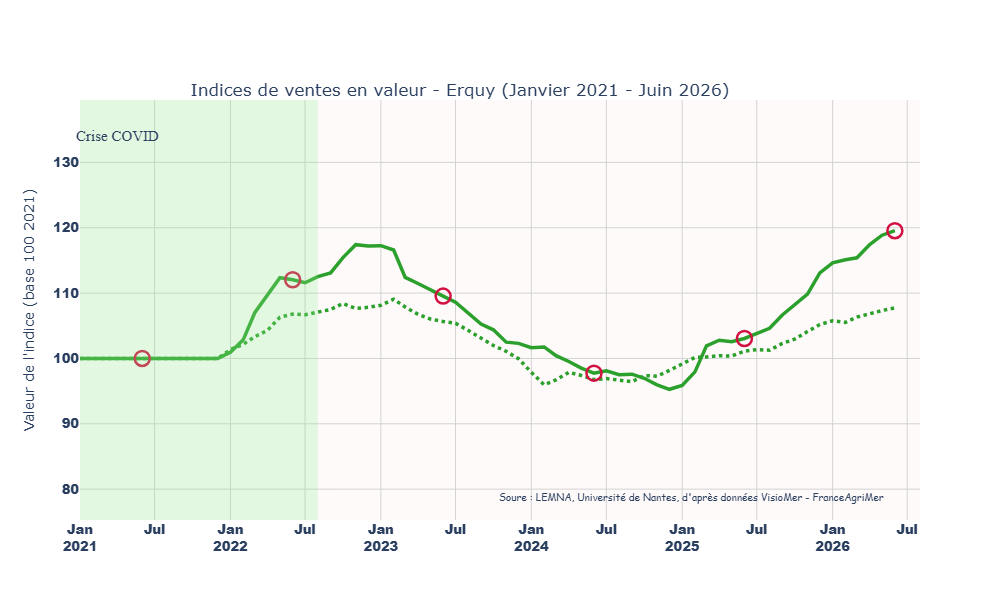 Indices de ventes en valeur - Erquy (Janvier 2021 - Juin 2026)
Crise COVID
130
120
110
100
90
80
Valeur de l'indice (base 100 2021)
Soure : LEMNA, Université de Nantes, d'après données VisioMer - FranceAgriMer
Jan Jul Jan Jul Jan Jul Jan Jul Jan Jul Jan Jul
2021 2022 2023 2024 2025 2026